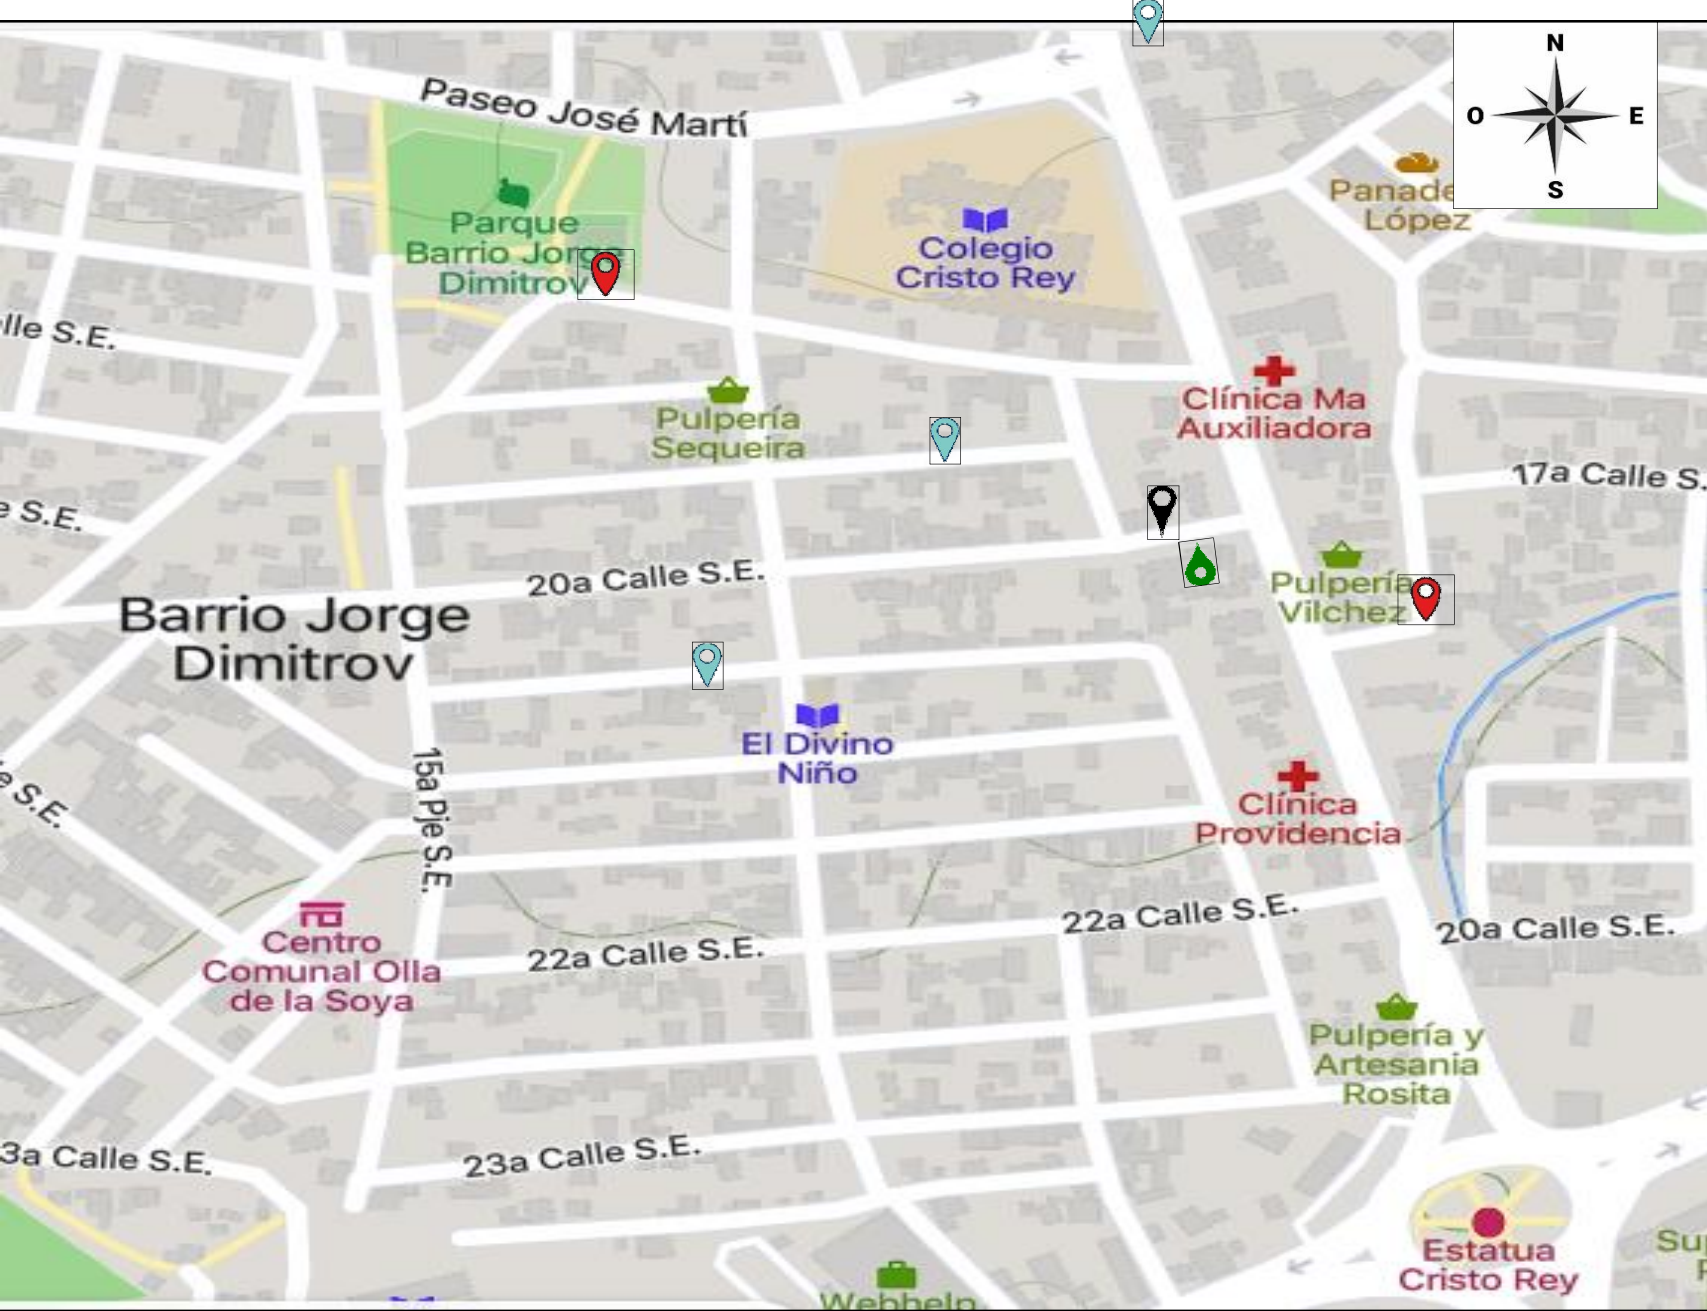 N
Paseo José Martí
O
E
S
Panade
López
Parque
Barrio Jorge
Dimitrov
Colegio
Cristo Rey
lle S.E.
Clínica Ma
Auxiliadora
Pulpería
Sequeira
17a Calle S.
e S.E.
20a Calle S.E.
Pulpería
Vilchez
Barrio Jorge
Dimitrov
El Divino
Niño
15a Pje S.E.
e S.E.
Clínica
Providencia
22a Calle S.E.
20a Calle S.E.
22a Calle S.E.
Centro
Comunal Olla
de la Soya
Pulpería y
Artesania
Rosita
3a Calle S.E.
23a Calle S.E.
Estatua
Cristo Rey
Su
Webhelp